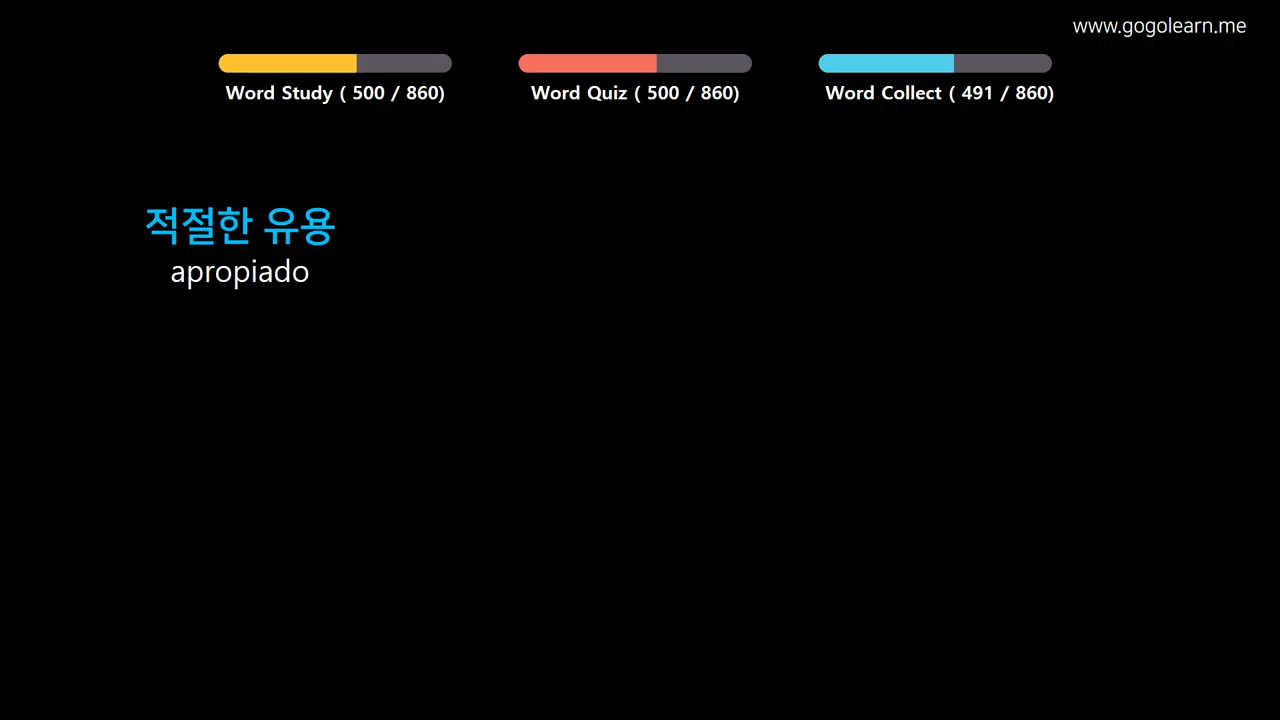 www.gogolearn.me
Word Study ( 500 / 860)
Word Quiz ( 500 / 860)
Word Collect ( 491 / 860)
적절한 유용
apropiado